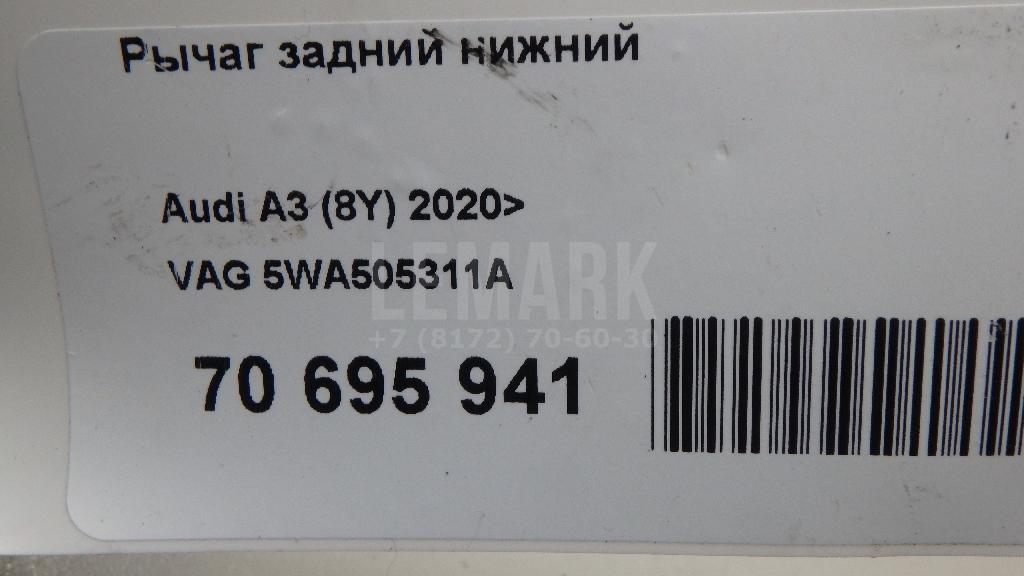 Рычаг задний нижний
Audi A3 (8Y) 2020>
VAG 5WA505311A
LEMARK
+7 (8172) 70-60-30
70 695 941